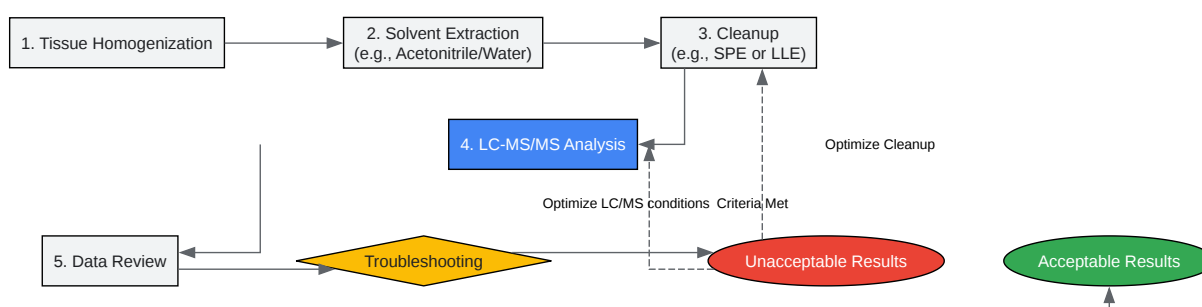 1. Tissue Homogenization
2. Solvent Extraction
(e.g., Acetonitrile/Water)
3. Cleanup
(e.g., SPE or LLE)
4. LC-MS/MS Analysis
Optimize Cleanup
Optimize LC/MS conditions
Criteria Met
5. Data Review
Troubleshooting
Unacceptable Results
Acceptable Results